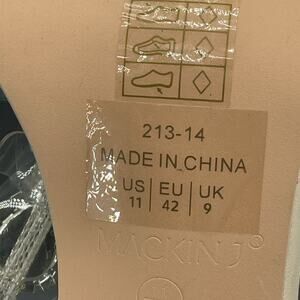 213-14
MADE IN CHINA
US | EU | UK
11 | 42 | 9
MACKIN J